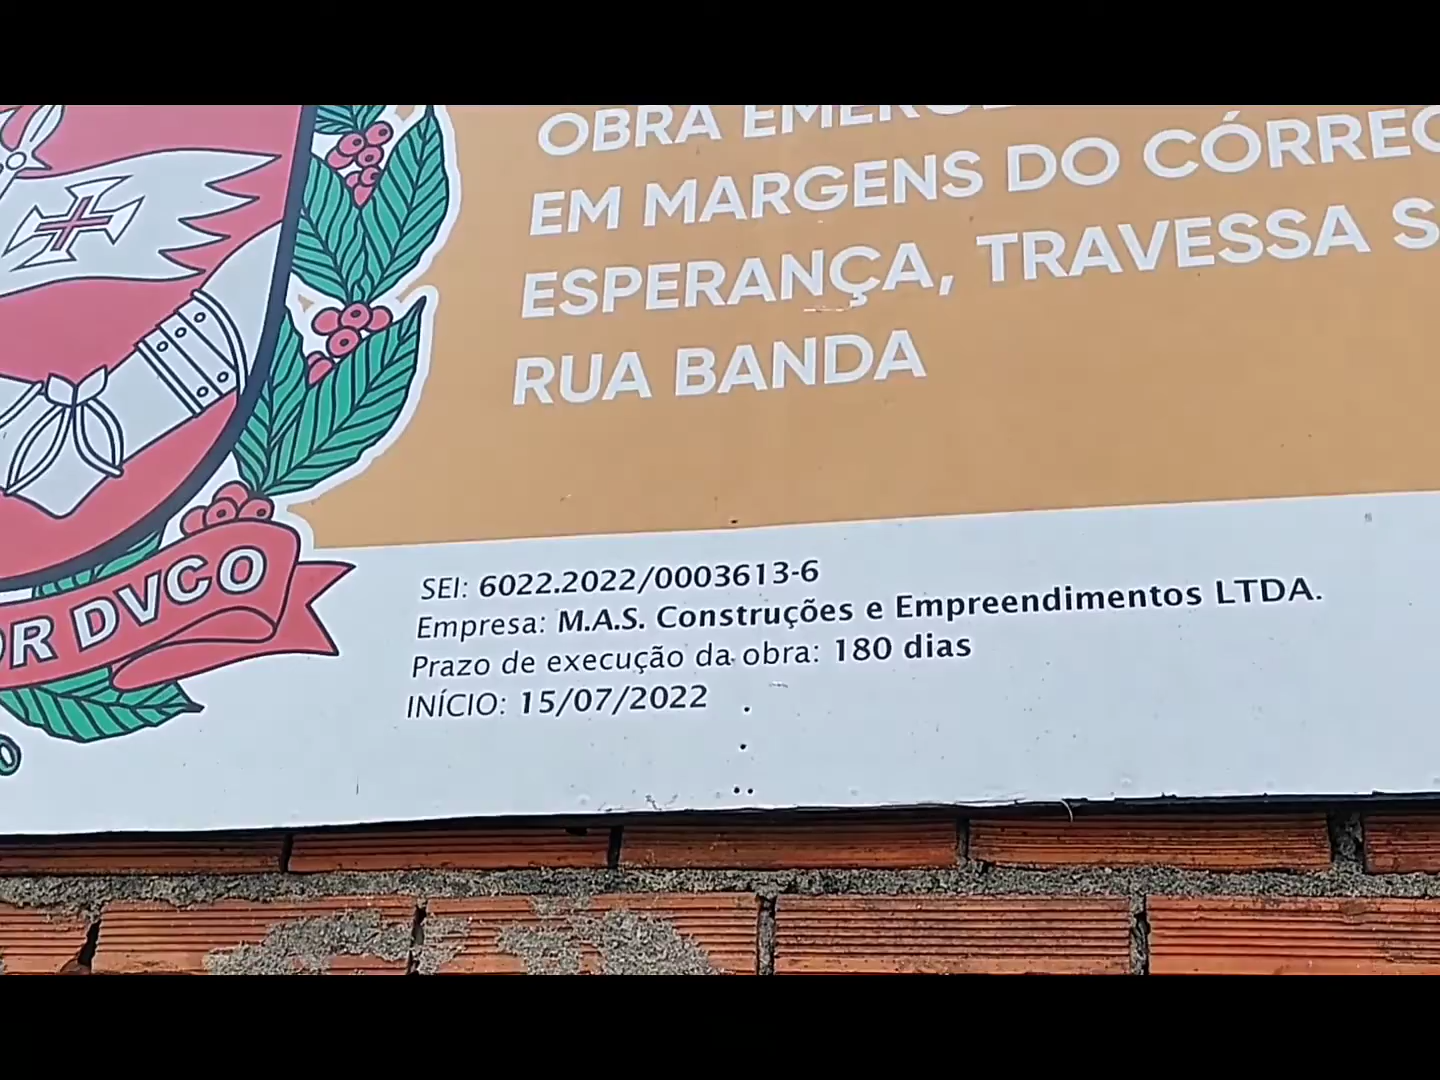 OBRA
EM MARGENS DO CÓRREGO
ESPERANÇA, TRAVESSA
RUA BANDA
SEI: 6022.2022/0003613-6
Empresa: M.A.S. Construções e Empreendimentos LTDA.
Prazo de execução da obra: 180 dias
INÍCIO: 15/07/2022
DVCO